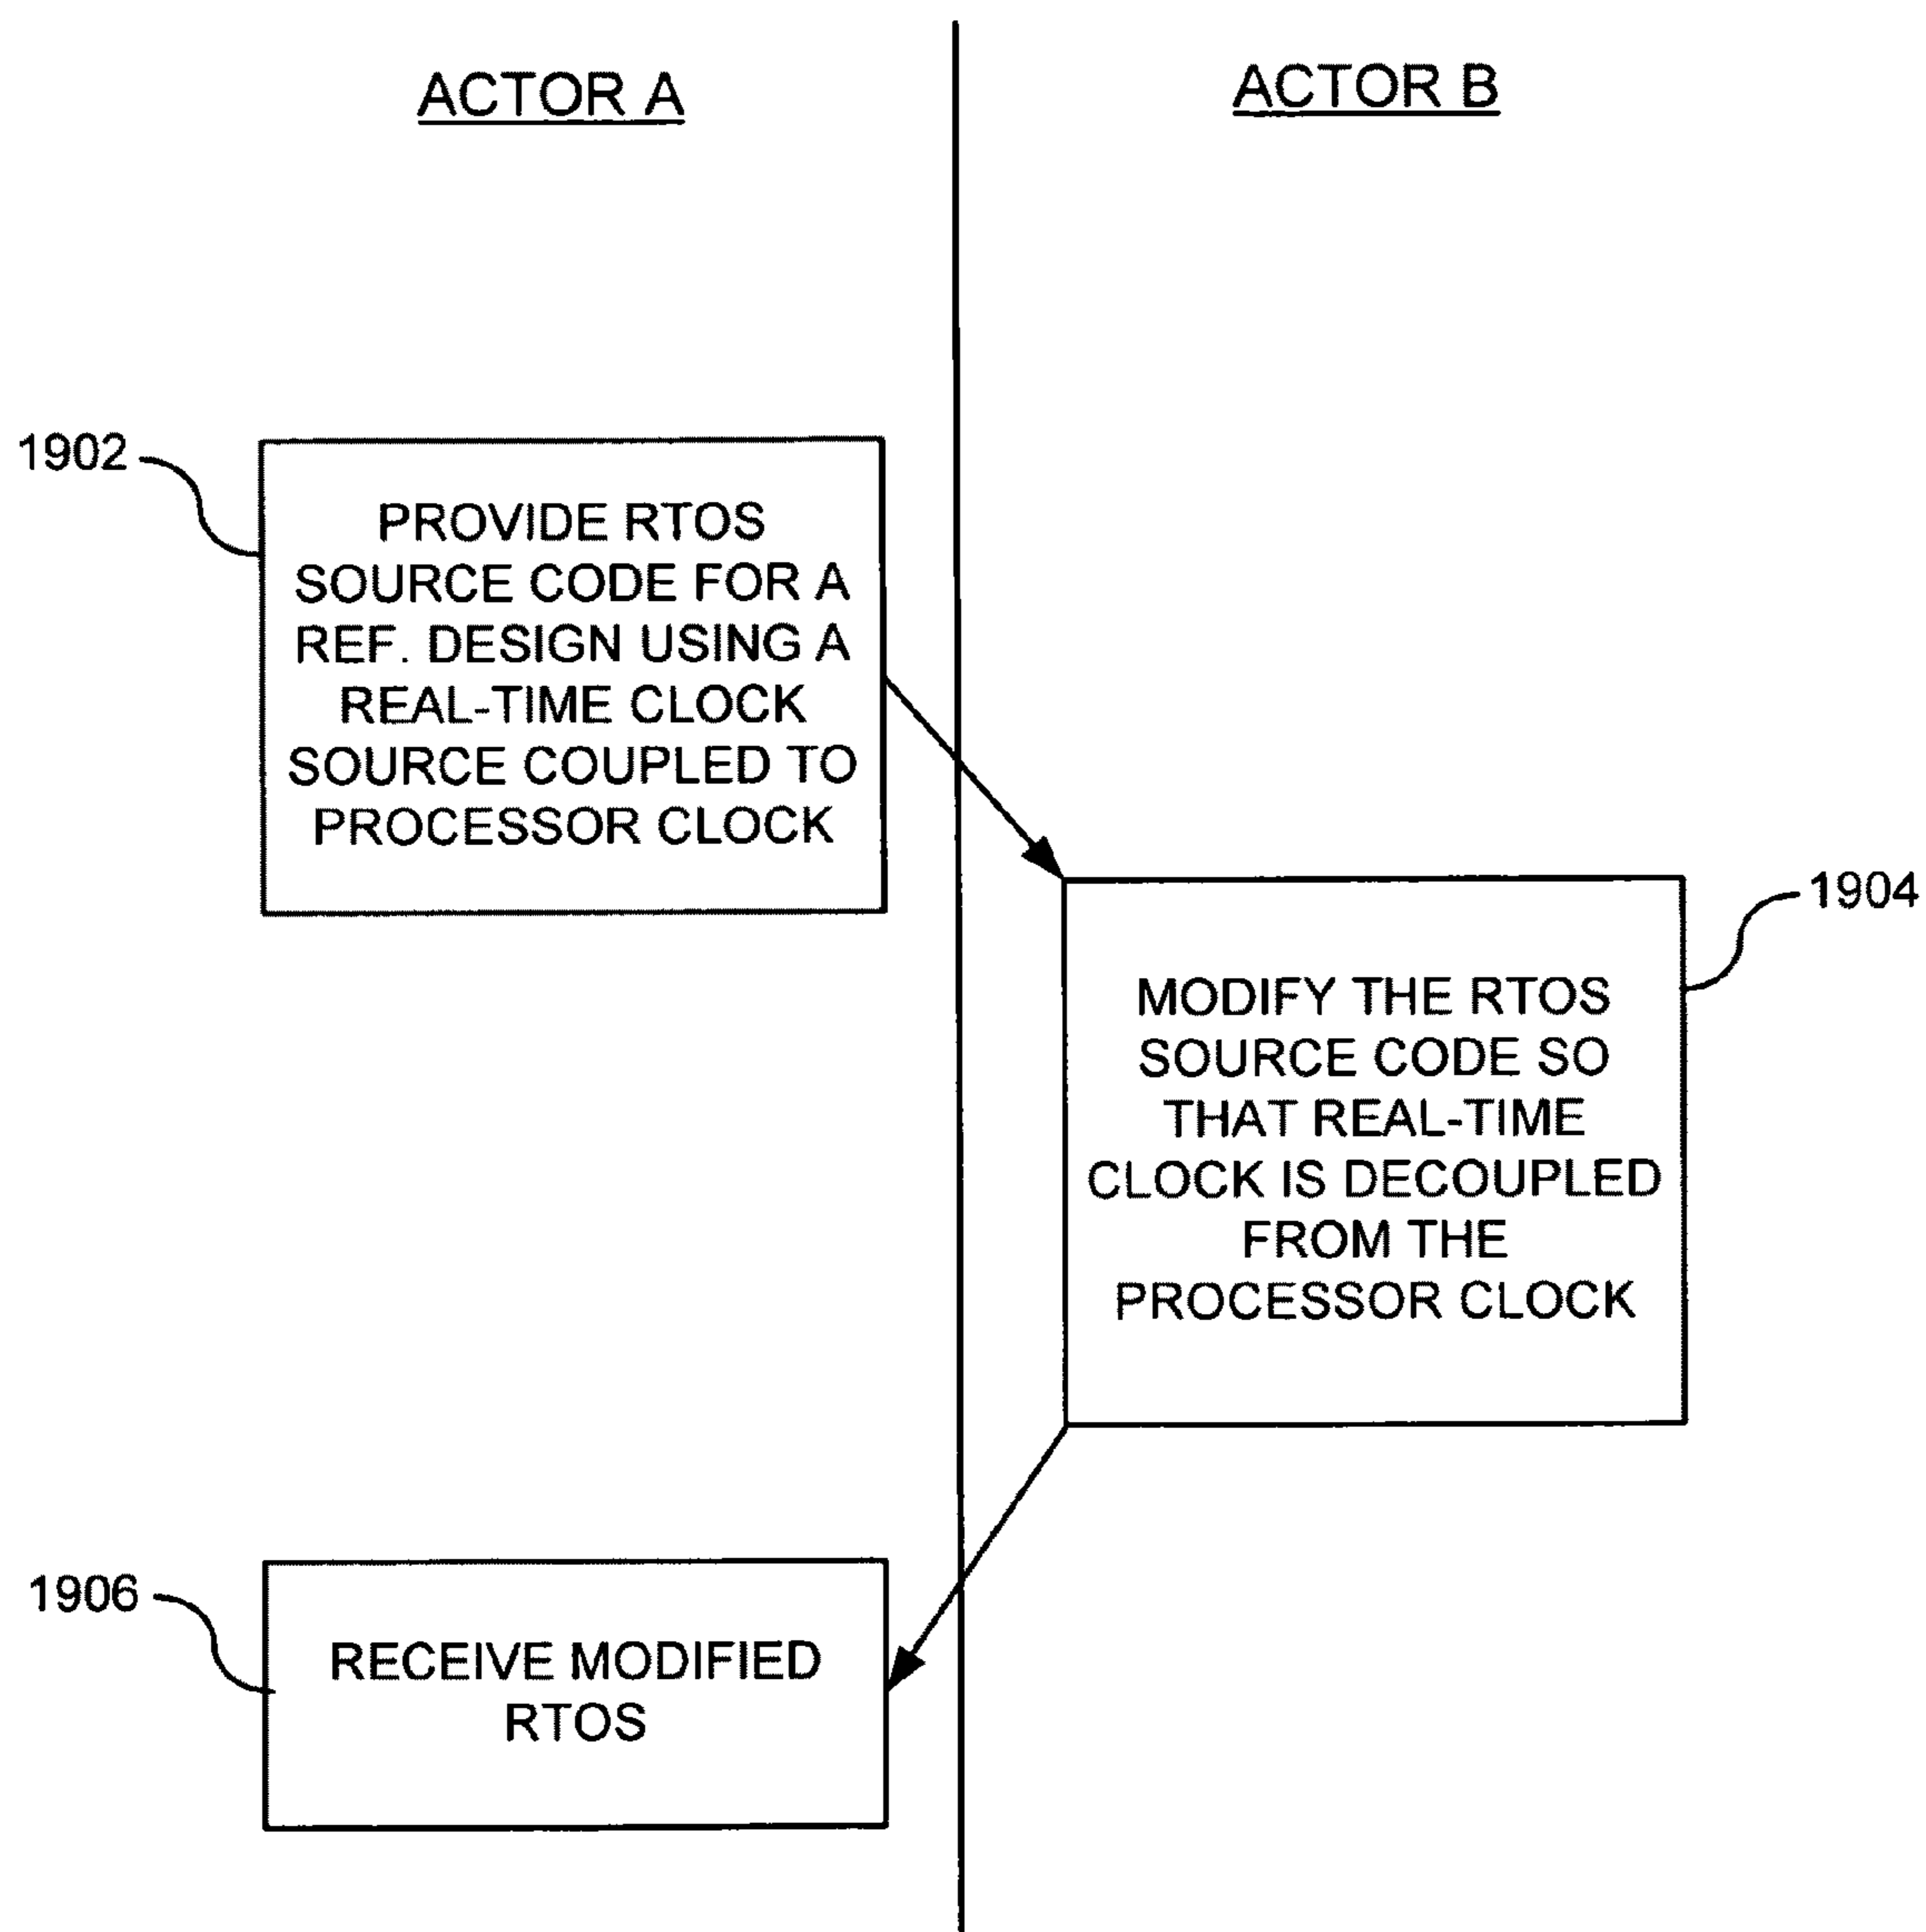 ACTOR A
ACTOR B
1902
PROVIDE RTOS
SOURCE CODE FOR A
REF. DESIGN USING A
REAL-TIME CLOCK
SOURCE COUPLED TO
PROCESSOR CLOCK
1904
MODIFY THE RTOS
SOURCE CODE SO
THAT REAL-TIME
CLOCK IS DECOUPLED
FROM THE
PROCESSOR CLOCK
1906
RECEIVE MODIFIED
RTOS